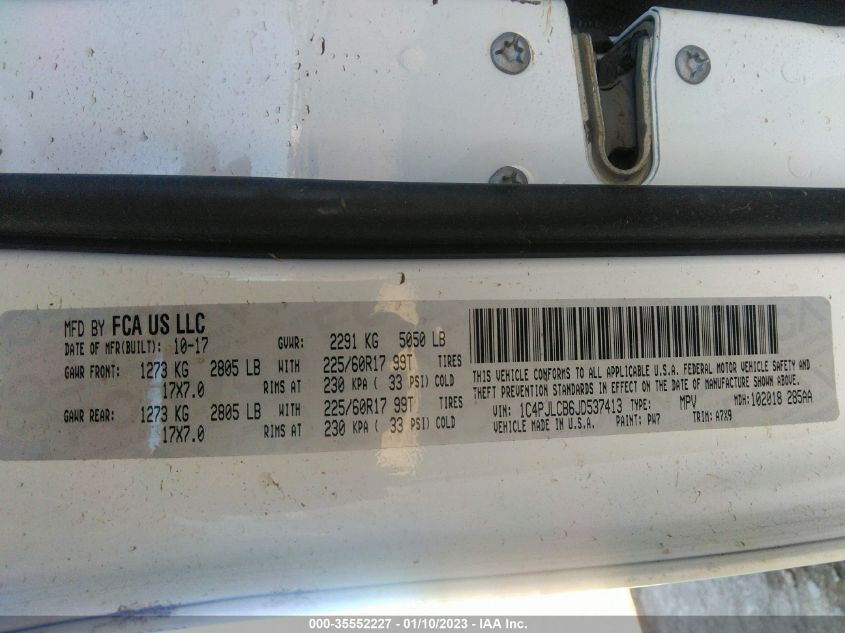 MFD BY FCA US LLC
DATE OF MFR(BUILT): 10-17 GVWR: 2291 KG 5050 LB
GAWR FRONT: 1273 KG 2805 LB WITH 225/60R17 99T TIRES
17X7.0 RIMS AT 230 KPA ( 33 PSI) COLD
GAWR REAR: 1273 KG 2805 LB WITH 225/60R17 99T TIRES
17X7.0 RIMS AT 230 KPA ( 33 PSI) COLD
THIS VEHICLE CONFORMS TO ALL APPLICABLE U.S.A. FEDERAL MOTOR VEHICLE SAFETY AND
THEFT PREVENTION STANDARDS IN EFFECT ON THE DATE OF MANUFACTURE SHOWN ABOVE.
VIN: 1C4PJLCB6JD537413 TYPE: MPV MDH:102018 285AA
VEHICLE MADE IN U.S.A. PAINT: PW7 TRIM: A7X9
000-35552227 - 01/10/2023 - IAA Inc.